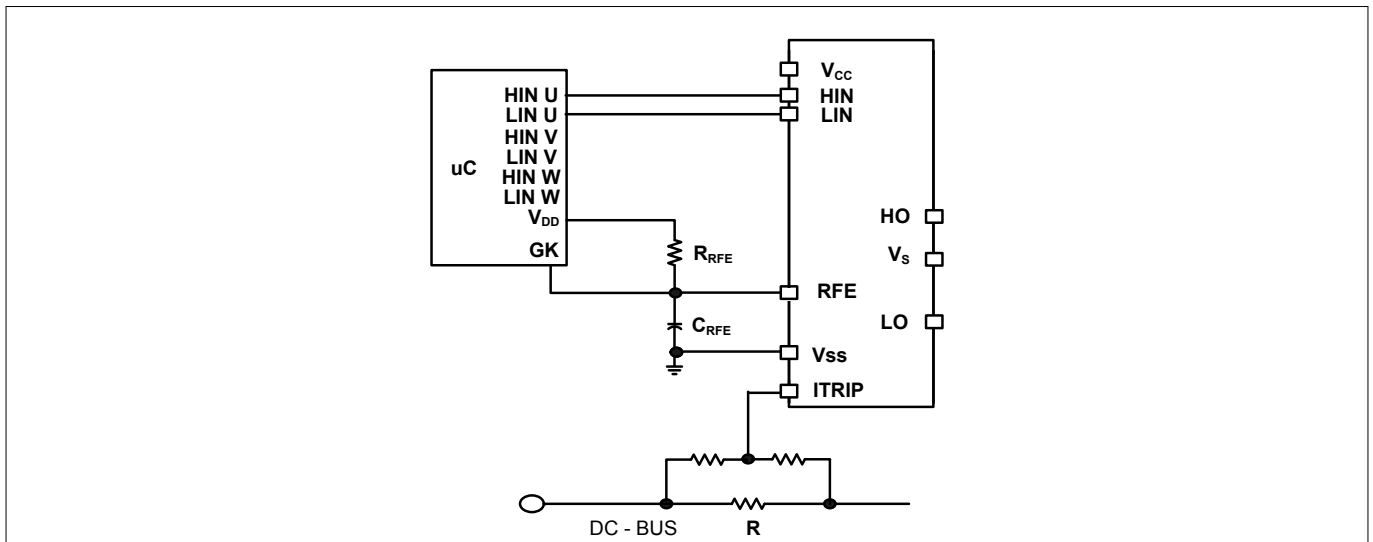 uC
HIN U
LIN U
HIN V
LIN V
HIN W
LIN W
VDD
GK
RRFE
CRFE
VCC
HIN
LIN
RFE
Vss
ITRIP
HO
VS
LO
DC - BUS
R